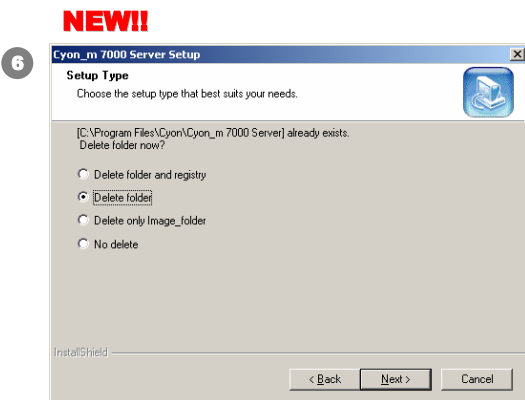 NEW!!
6
Cyon_m 7000 Server Setup
Setup Type
Choose the setup type that best suits your needs.
[C:\Program Files\Cyon\Cyon_m 7000 Server] already exists.
Delete folder now?
Delete folder and registry
Delete folder
Delete only Image_folder
No delete
InstallShield
< Back Next > Cancel